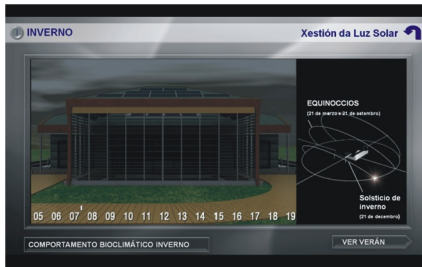 INVERNO
Xestión da Luz Solar
EQUINOCCIOS
(21 de marzo e 21 de setembro)
Solsticio de
inverno
(21 de decembro)
05 06 07 08 09 10 11 12 13 14 15 16 17 18 19
COMPORTAMENTO BIOCLIMÁTICO INVERNO
VER VERÁN